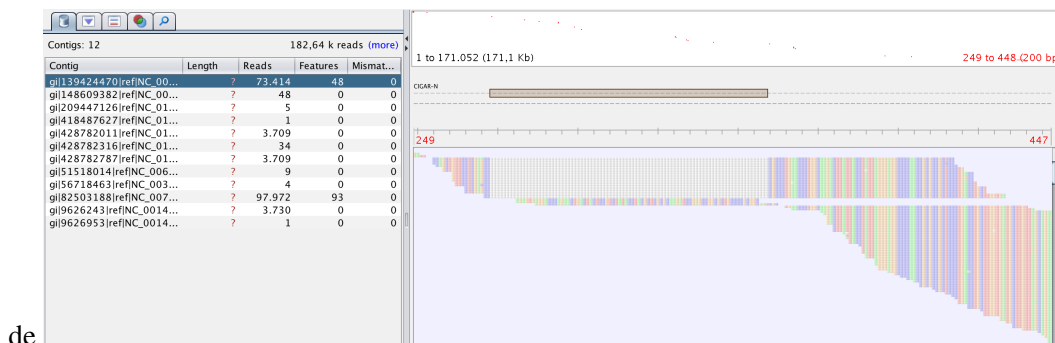 Contigs: 12 182,64 k reads (more)
Contig Length Reads Features Mismat...
gi|139424470|ref|NC_00... ? 73.414 48 0
gi|148609382|ref|NC_00... ? 48 0 0
gi|209447126|ref|NC_01... ? 5 0 0
gi|418487627|ref|NC_01... ? 1 0 0
gi|428782011|ref|NC_01... ? 3.709 0 0
gi|428782316|ref|NC_01... ? 34 0 0
gi|428782787|ref|NC_01... ? 3.709 0 0
gi|51518014|ref|NC_006... ? 9 0 0
gi|56718463|ref|NC_003... ? 4 0 0
gi|82503188|ref|NC_007... ? 97.972 93 0
gi|9626243|ref|NC_0014... ? 3.730 0 0
gi|9626953|ref|NC_0014... ? 1 0 0
1 to 171.052 (171,1 Kb) 249 to 448 (200 bp
CIGAR-N
249 447
de